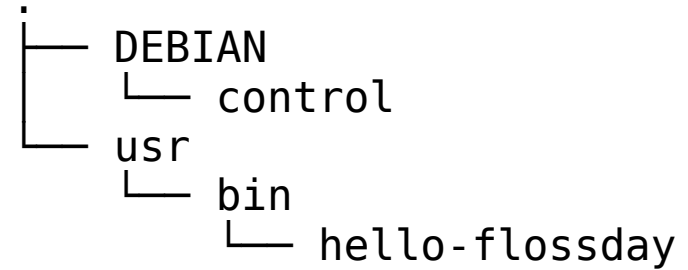 .
├── DEBIAN
│   └── control
└── usr
    └── bin
        └── hello-flossday